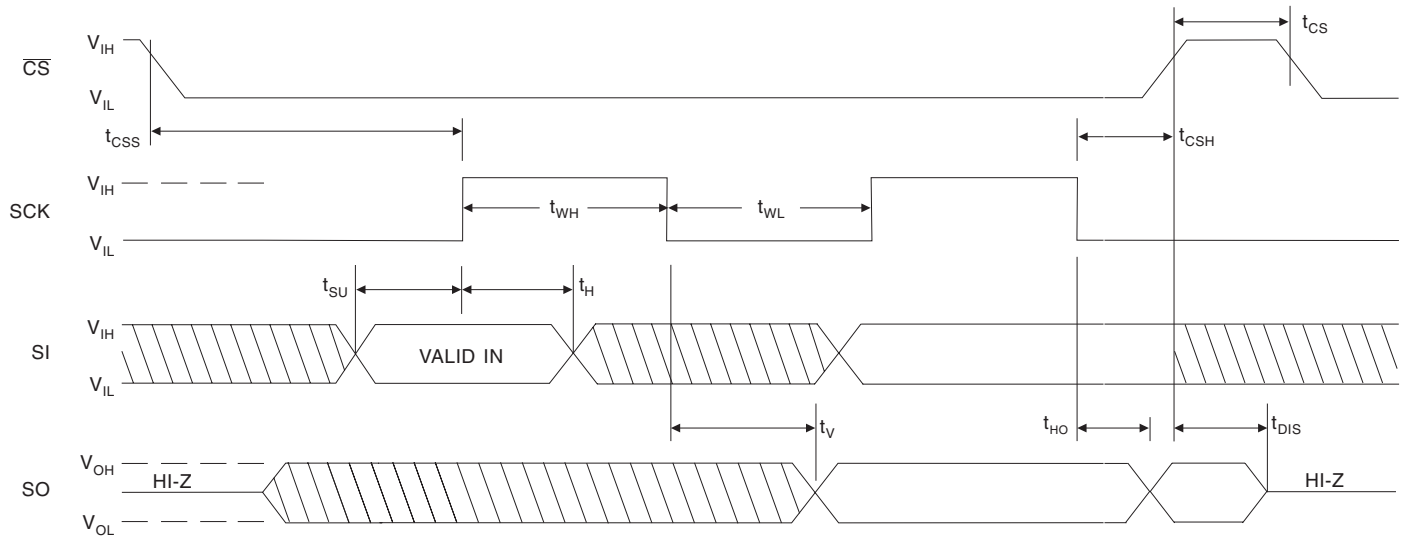 t_CS
V_IH
C̅S̅
V_IL
t_CSS
t_CSH
V_IH
SCK
t_WH
t_WL
V_IL
t_SU
t_H
V_IH
SI
VALID IN
V_IL
t_V
t_HO
t_DIS
V_OH
SO
HI-Z
HI-Z
V_OL